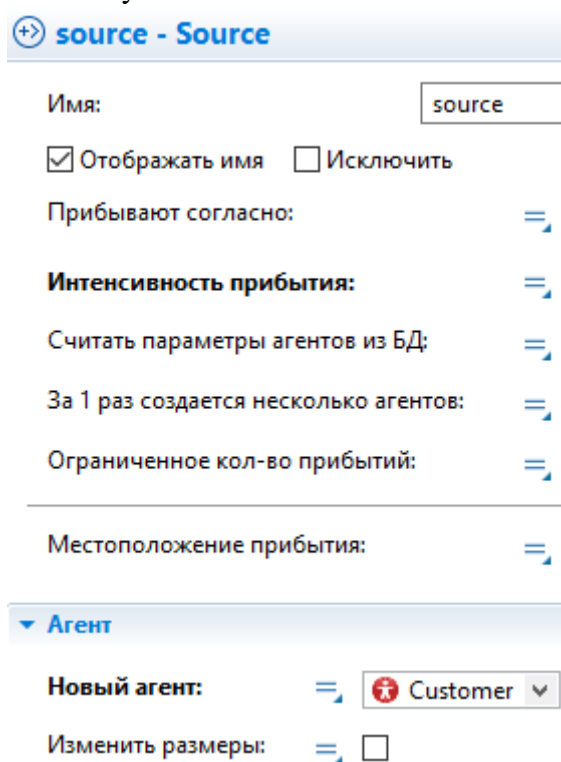 source - Source
Имя: source
Отображать имя Исключить
Прибывают согласно:
Интенсивность прибытия:
Считать параметры агентов из БД:
За 1 раз создается несколько агентов:
Ограниченное кол-во прибытий:
Местоположение прибытия:
Агент
Новый агент: Customer
Изменить размеры: